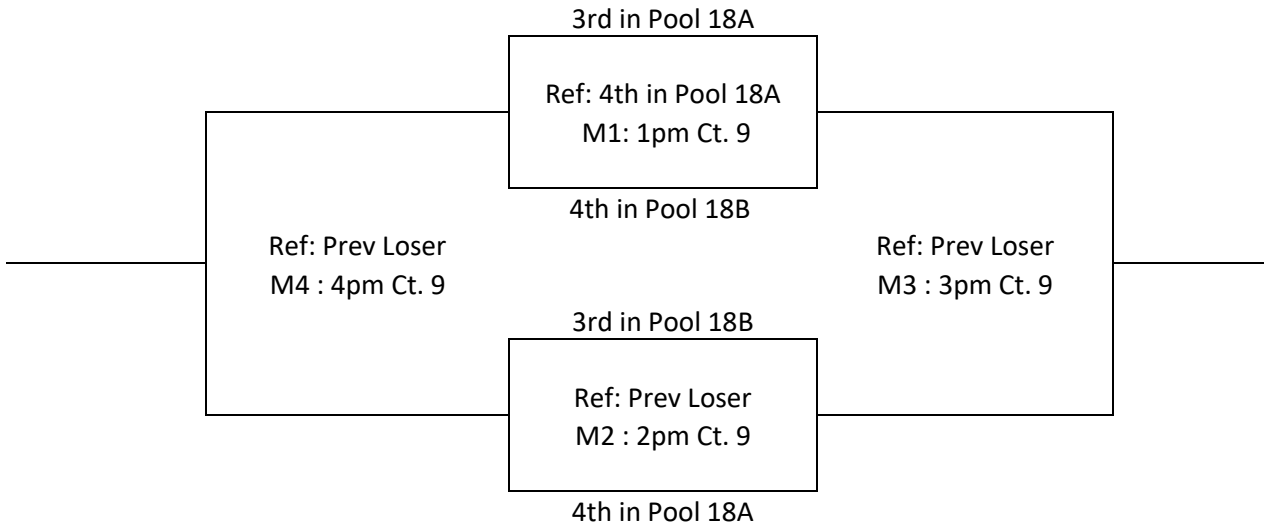 3rd in Pool 18A
Ref: 4th in Pool 18A
M1: 1pm Ct. 9
4th in Pool 18B
Ref: Prev Loser
M4 : 4pm Ct. 9
Ref: Prev Loser
M3 : 3pm Ct. 9
3rd in Pool 18B
Ref: Prev Loser
M2 : 2pm Ct. 9
4th in Pool 18A